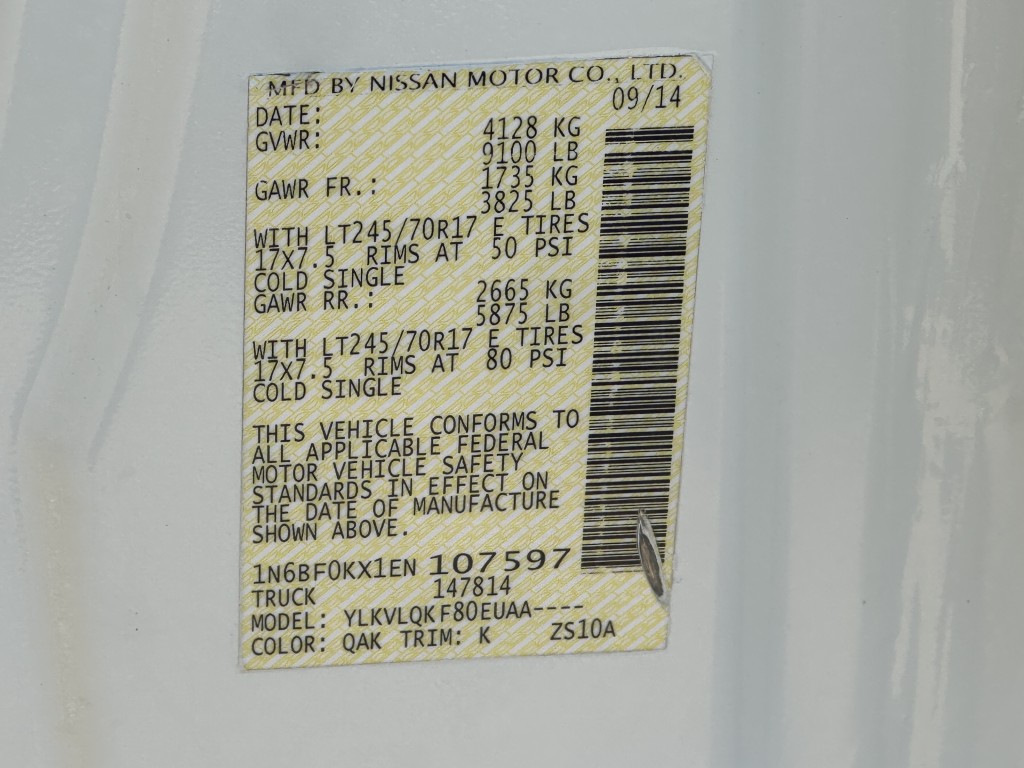 MFD BY NISSAN MOTOR CO., LTD.
DATE: 09/14
GVWR: 4128 KG
9100 LB
GAWR FR.: 1735 KG
3825 LB
WITH LT245/70R17 E TIRES
17X7.5 RIMS AT 50 PSI
COLD SINGLE
GAWR RR.: 2665 KG
5875 LB
WITH LT245/70R17 E TIRES
17X7.5 RIMS AT 80 PSI
COLD SINGLE
THIS VEHICLE CONFORMS TO
ALL APPLICABLE FEDERAL
MOTOR VEHICLE SAFETY
STANDARDS IN EFFECT ON
THE DATE OF MANUFACTURE
SHOWN ABOVE.
1N6BF0KX1EN 107597
TRUCK 147814
MODEL: YLKVLQKF80EUAA----
COLOR: QAK TRIM: K ZS10A